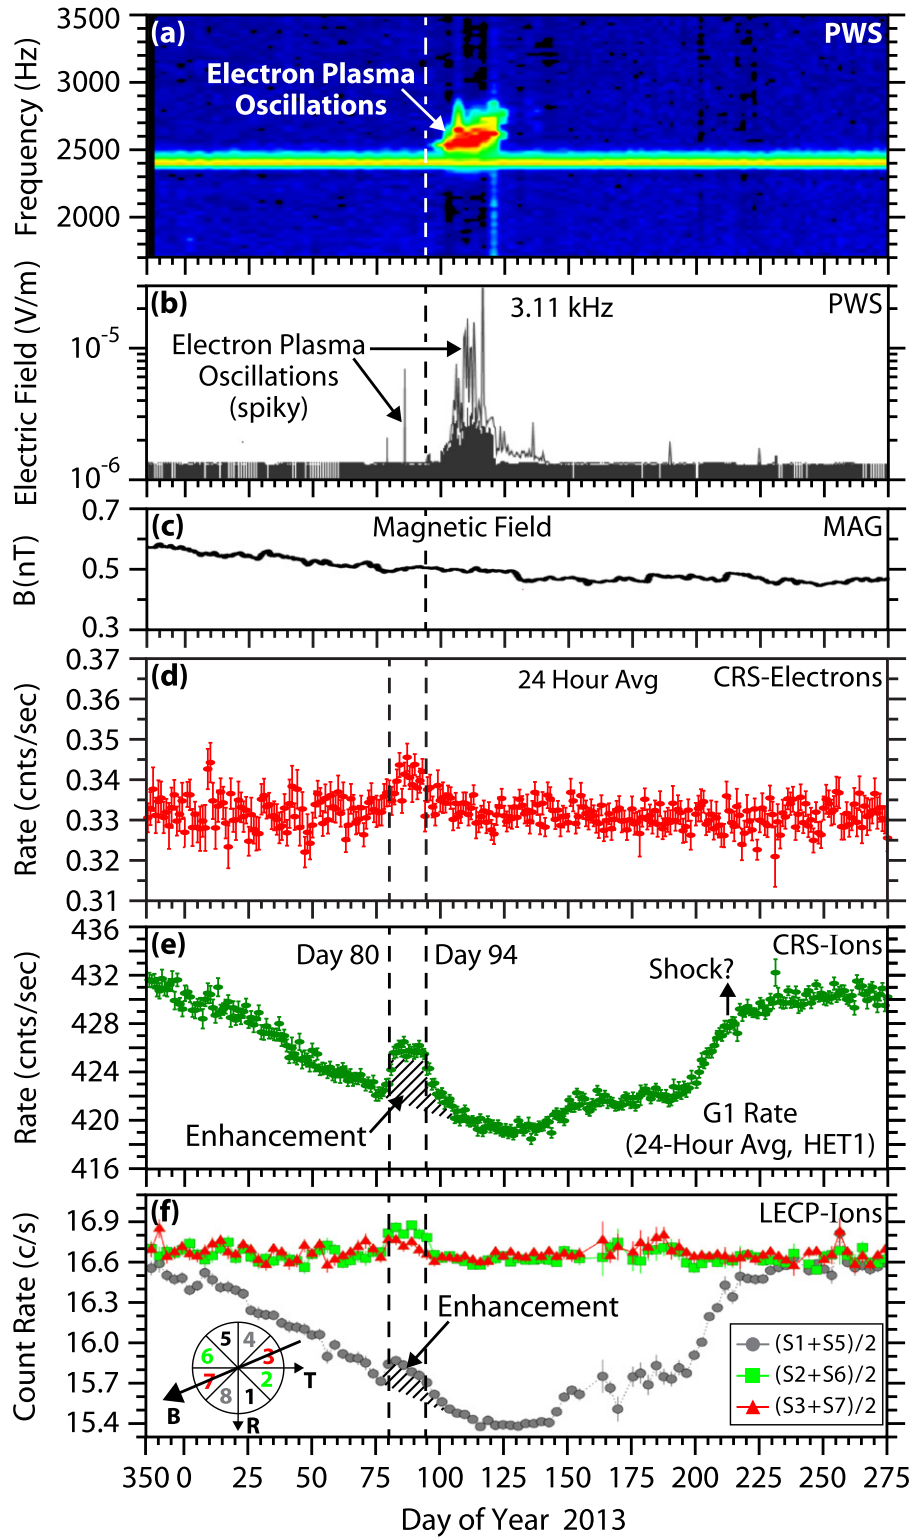 (a)
PWS
Electron Plasma
Oscillations
3500
3000
2500
2000
Frequency (Hz)
(b)
3.11 kHz
PWS
Electron Plasma
Oscillations
(spiky)
10-5
10-6
Electric Field (V/m)
(c)
Magnetic Field
MAG
0.7
0.5
0.3
B(nT)
(d)
24 Hour Avg
CRS-Electrons
0.37
0.36
0.35
0.34
0.33
0.32
0.31
Rate (cnts/sec)
(e)
Day 80
Day 94
CRS-Ions
Shock?
Enhancement
G1 Rate
(24-Hour Avg, HET1)
436
432
428
424
420
416
Rate (cnts/sec)
(f)
LECP-Ions
Enhancement
16.9
16.6
16.3
16.0
15.7
15.4
Count Rate (c/s)
5
4
6
3
7
2
8
1
T
B
R
(S1+S5)/2
(S2+S6)/2
(S3+S7)/2
350 0 25 50 75 100 125 150 175 200 225 250 275
Day of Year 2013